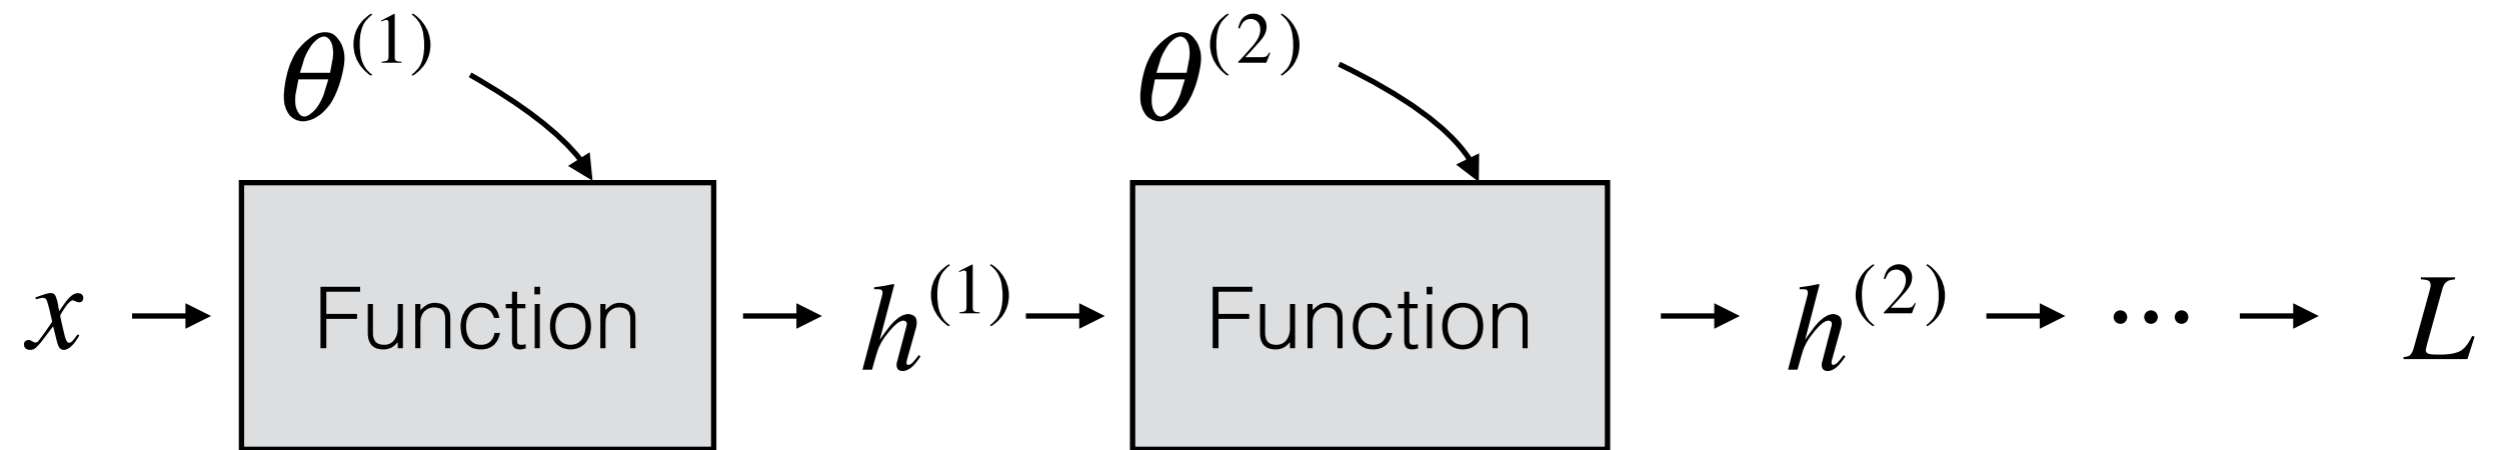 θ⁽¹⁾ θ⁽²⁾
x → Function → h⁽¹⁾ → Function → h⁽²⁾ → ••• → L